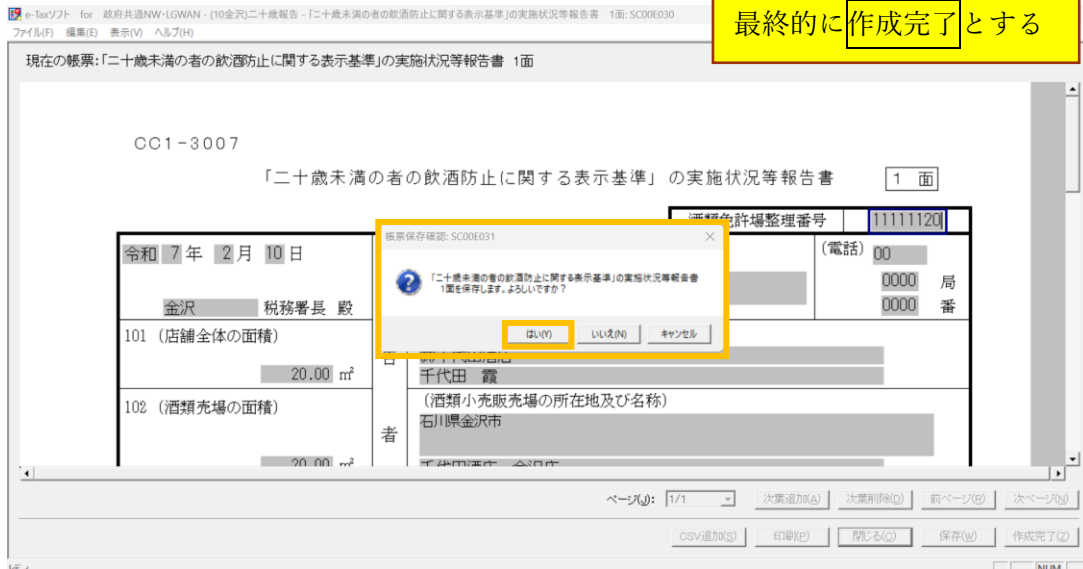 e-Taxソフト for 政府共通NW・LGWAN - (10金沢)二十歳報告 - 「二十歳未満の者の飲酒防止に関する表示基準」の実施状況等報告書 1面: SC00E030
最終的に作成完了とする
ファイル(F) 編集(E) 表示(V) ヘルプ(H)
現在の帳票:「二十歳未満の者の飲酒防止に関する表示基準」の実施状況等報告書 1面
CC1-3007
「二十歳未満の者の飲酒防止に関する表示基準」の実施状況等報告書 1 面
酒類免許場整理番号 11111120
帳票保存確認: SC00E031
「二十歳未満の者の飲酒防止に関する表示基準」の実施状況等報告書
1面を保存します。よろしいですか?
はい(Y) いいえ(N) キャンセル
令和 7 年 2 月 10 日
(電話) 00
0000 局
0000 番
金沢 税務署長 殿
101 (店舗全体の面積)
20.00 ㎡
千代田 霞
102 (酒類売場の面積)
(酒類小売販売場の所在地及び名称)
石川県金沢市
者
20.00 ㎡
千代田酒店 金沢店
ページ(J): 1/1 次葉追加(A) 次葉削除(D) 前ページ(R) 次ページ(N)
CSV追加(S) 印刷(P) 閉じる(C) 保存(W) 作成完了(Z)
NUM